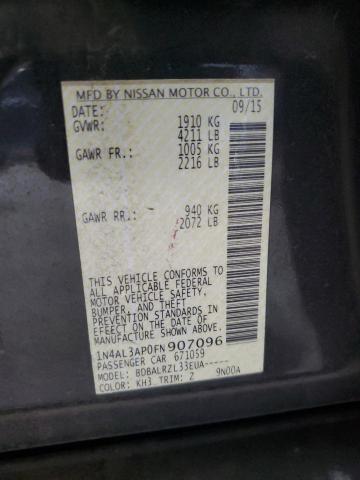 MFD BY NISSAN MOTOR CO., LTD.
DATE: 09/15
GVWR: 1910 KG
4211 LB
GAWR FR.: 1005 KG
2216 LB
GAWR RR.: 940 KG
2072 LB
THIS VEHICLE CONFORMS TO
ALL APPLICABLE FEDERAL
MOTOR VEHICLE SAFETY,
BUMPER, AND THEFT
PREVENTION STANDARDS
IN EFFECT ON THE DATE OF
MANUFACTURE SHOWN ABOVE.
1N4AL3AP0FN907096
PASSENGER CAR 671059
MODEL: BDBALRZL33EUA-----
COLOR: KH3 TRIM: Z 9N00A